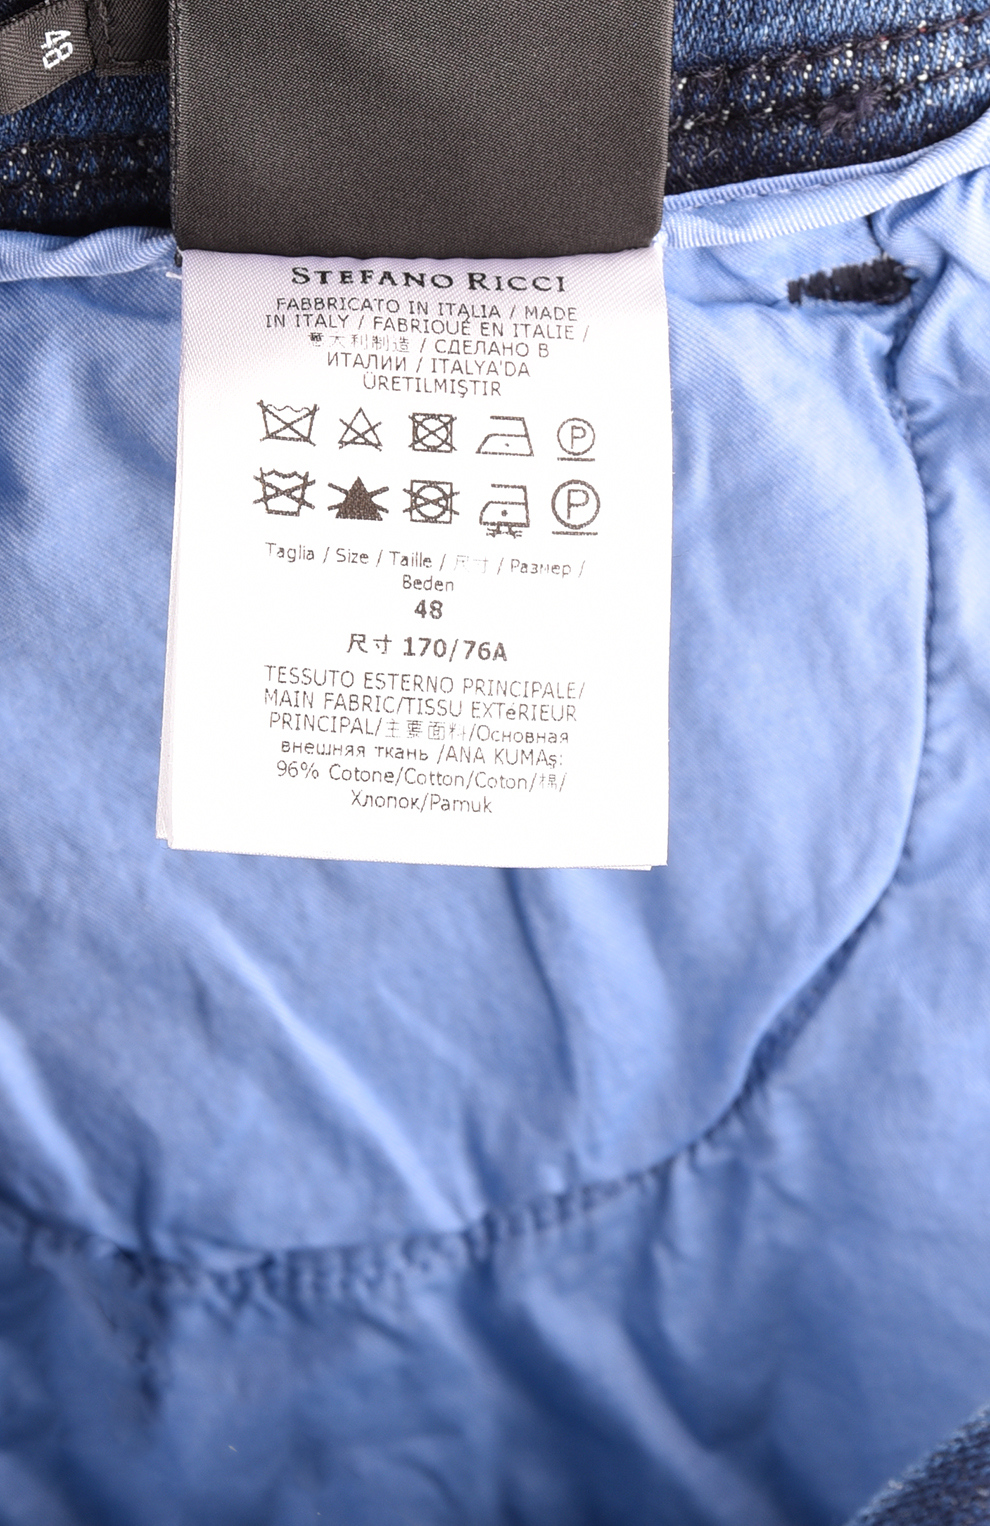 48
STEFANO RICCI
FABBRICATO IN ITALIA / MADE
IN ITALY / FABRIQUÉ EN ITALIE /
意大利制造 / СДЕЛАНО В
ИТАЛИИ / ITALYA'DA
ÜRETILMIŞTIR
P
P
Taglia / Size / Taille / 尺寸 / Размер /
Beden
48
尺寸 170/76A
TESSUTO ESTERNO PRINCIPALE/
MAIN FABRIC/TISSU EXTéRIEUR
PRINCIPAL/主要面料/Основная
внешняя ткань /ANA KUMAş:
96% Cotone/Cotton/Coton/棉/
Хлопок/Pamuk